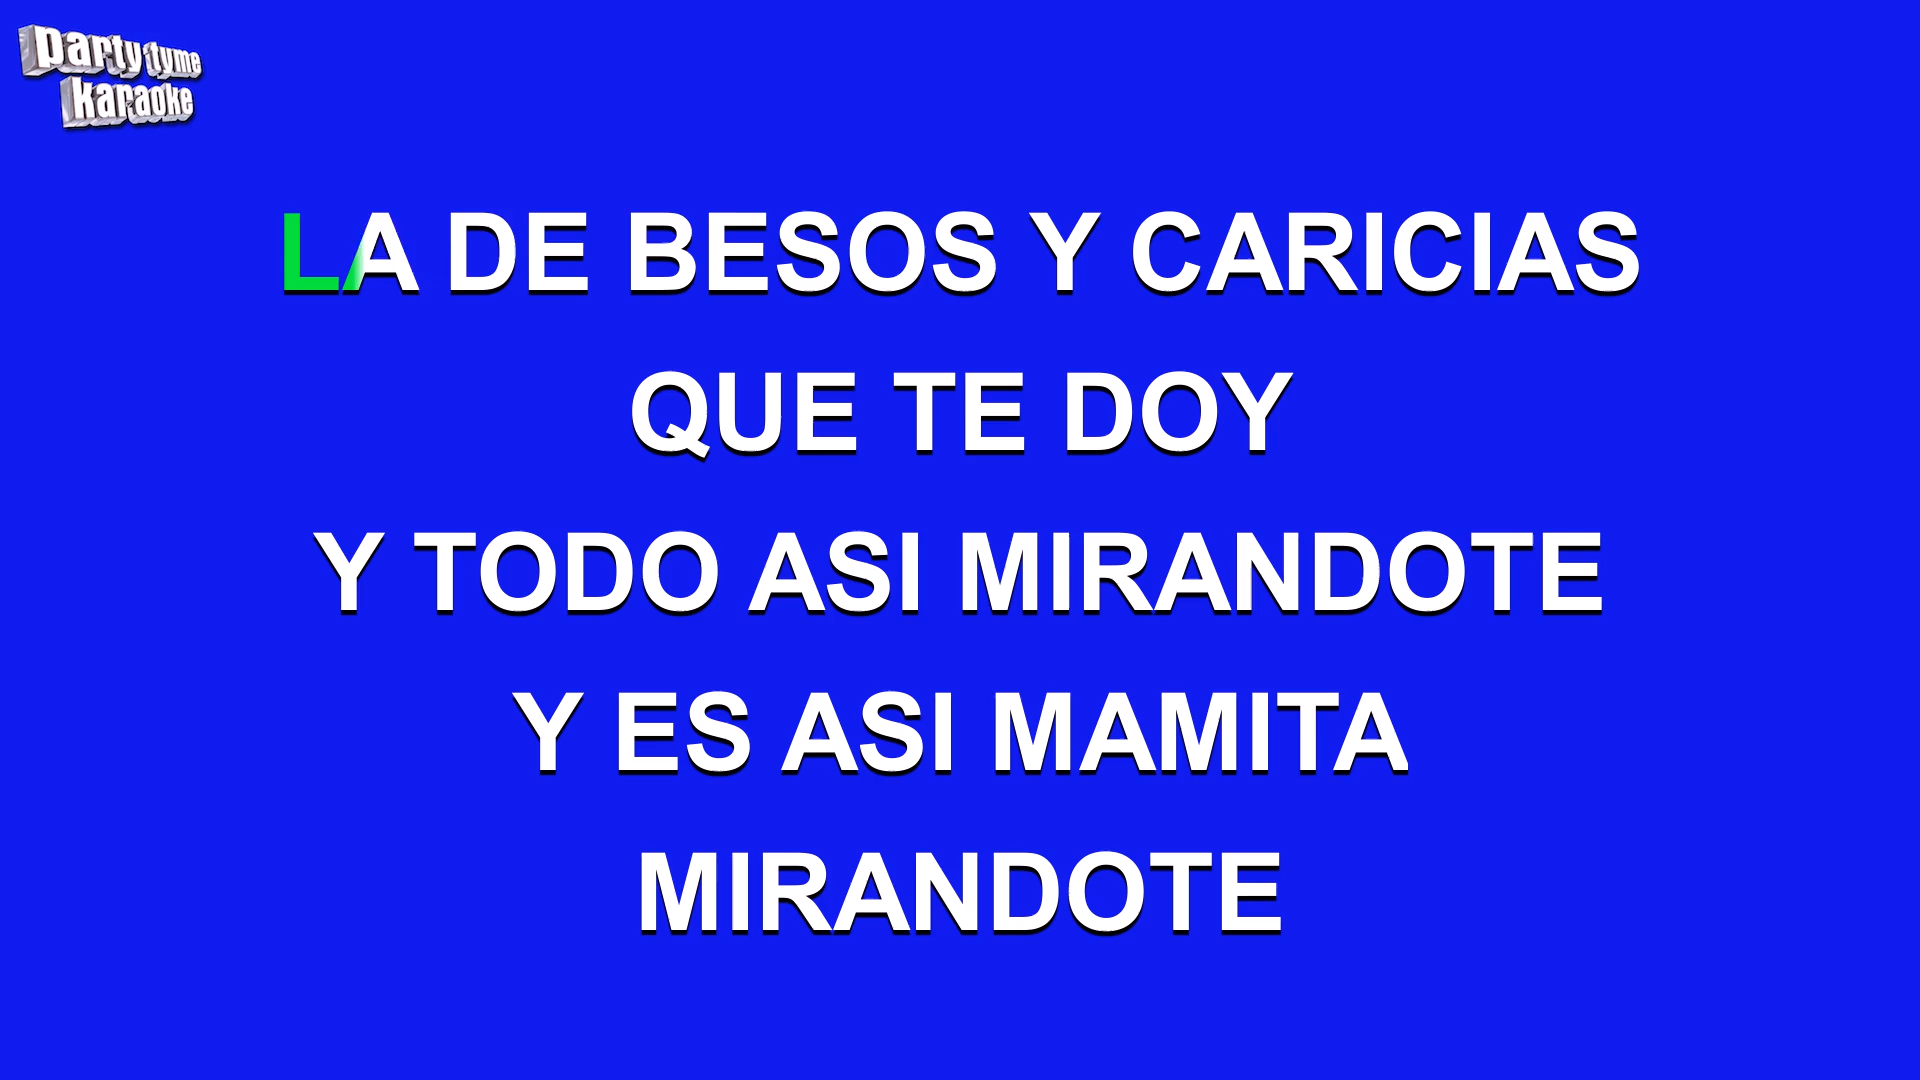 party tyme
karaoke
LA DE BESOS Y CARICIAS
QUE TE DOY
Y TODO ASI MIRANDOTE
Y ES ASI MAMITA
MIRANDOTE